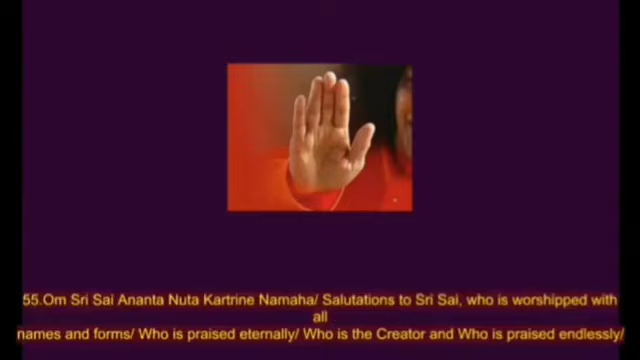 55.Om Sri Sai Ananta Nuta Kartrine Namaha/ Salutations to Sri Sai, who is worshipped with
all
names and forms/ Who is praised eternally/ Who is the Creator and Who is praised endlessly/